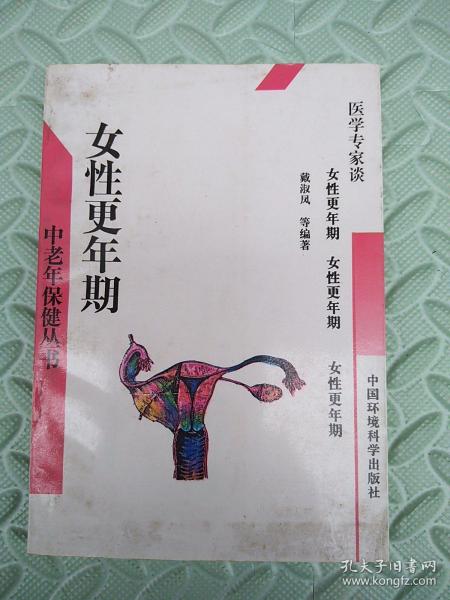 医学专家谈
女性更年期
女性更年期
女性更年期
戴淑凤 等编著
女性更年期
中老年保健丛书
中国环境科学出版社
孔夫子旧书网
www.kongfz.com